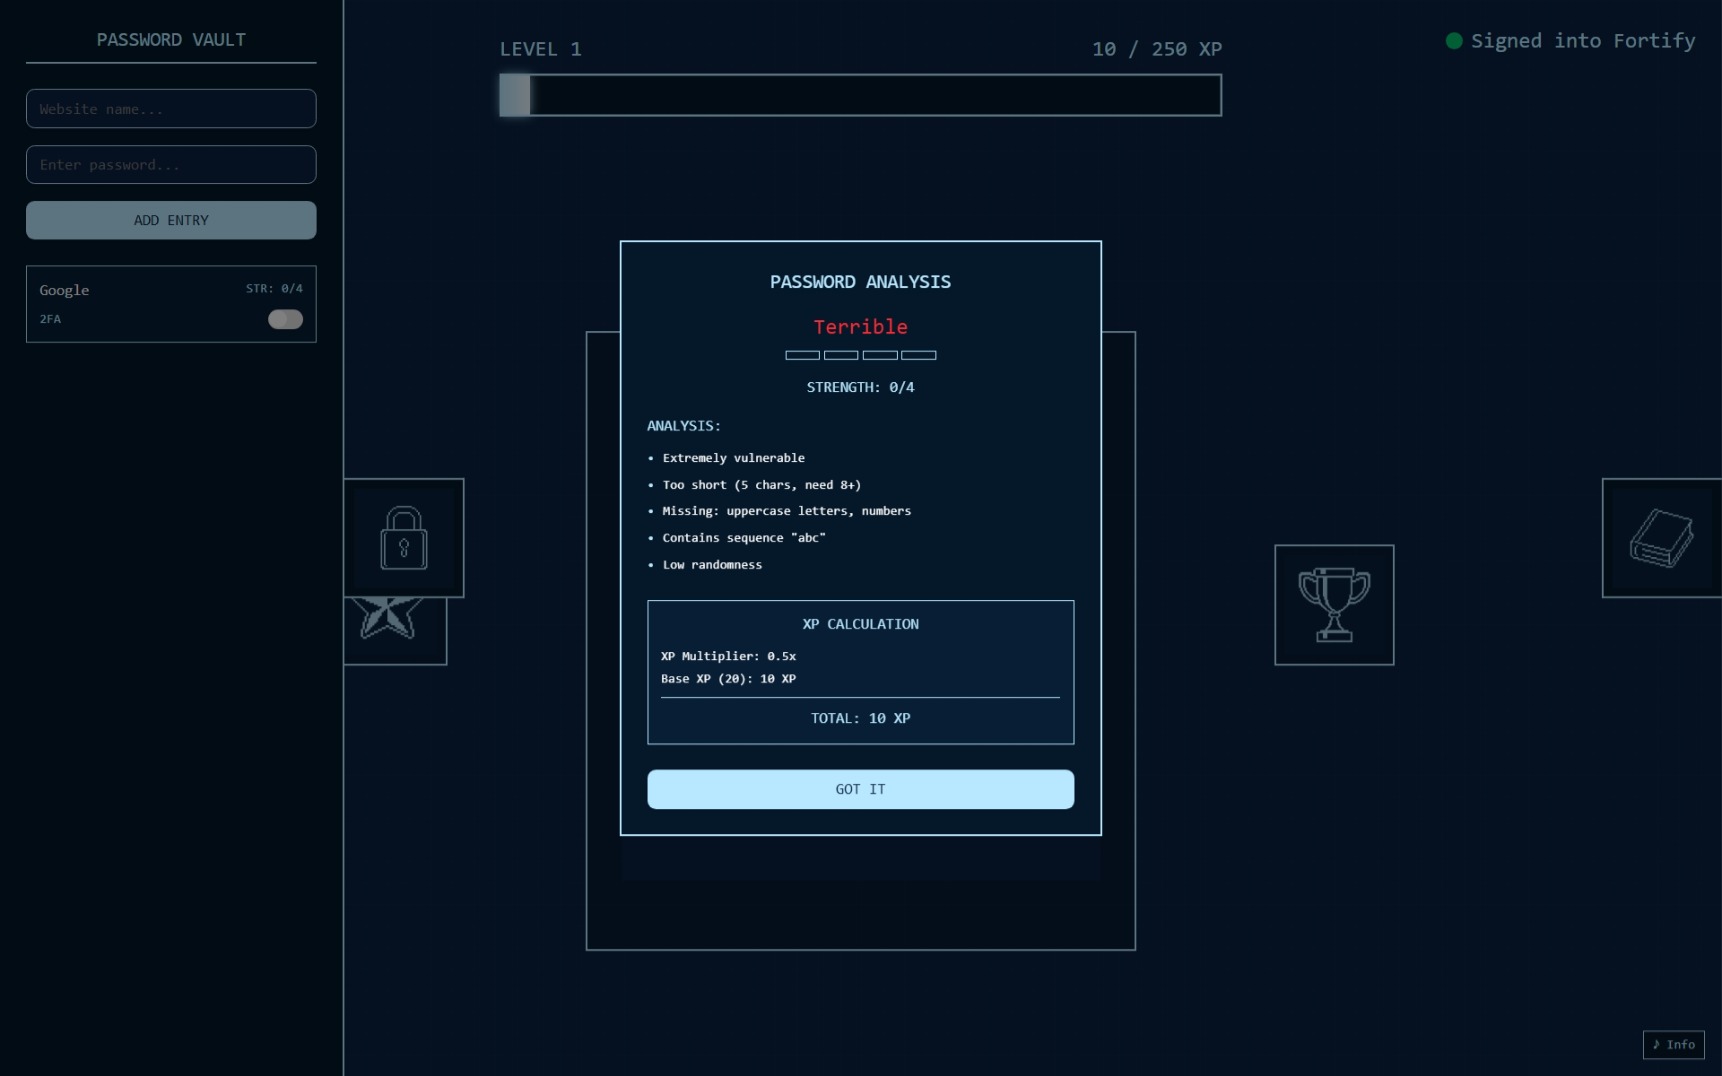 PASSWORD VAULT
Website name...
Enter password...
ADD ENTRY
Google
STR: 0/4
2FA
LEVEL 1
10 / 250 XP
Signed into Fortify
PASSWORD ANALYSIS
Terrible
STRENGTH: 0/4
ANALYSIS:
• Extremely vulnerable
• Too short (5 chars, need 8+)
• Missing: uppercase letters, numbers
• Contains sequence "abc"
• Low randomness
XP CALCULATION
XP Multiplier: 0.5x
Base XP (20): 10 XP
TOTAL: 10 XP
GOT IT
♪ Info